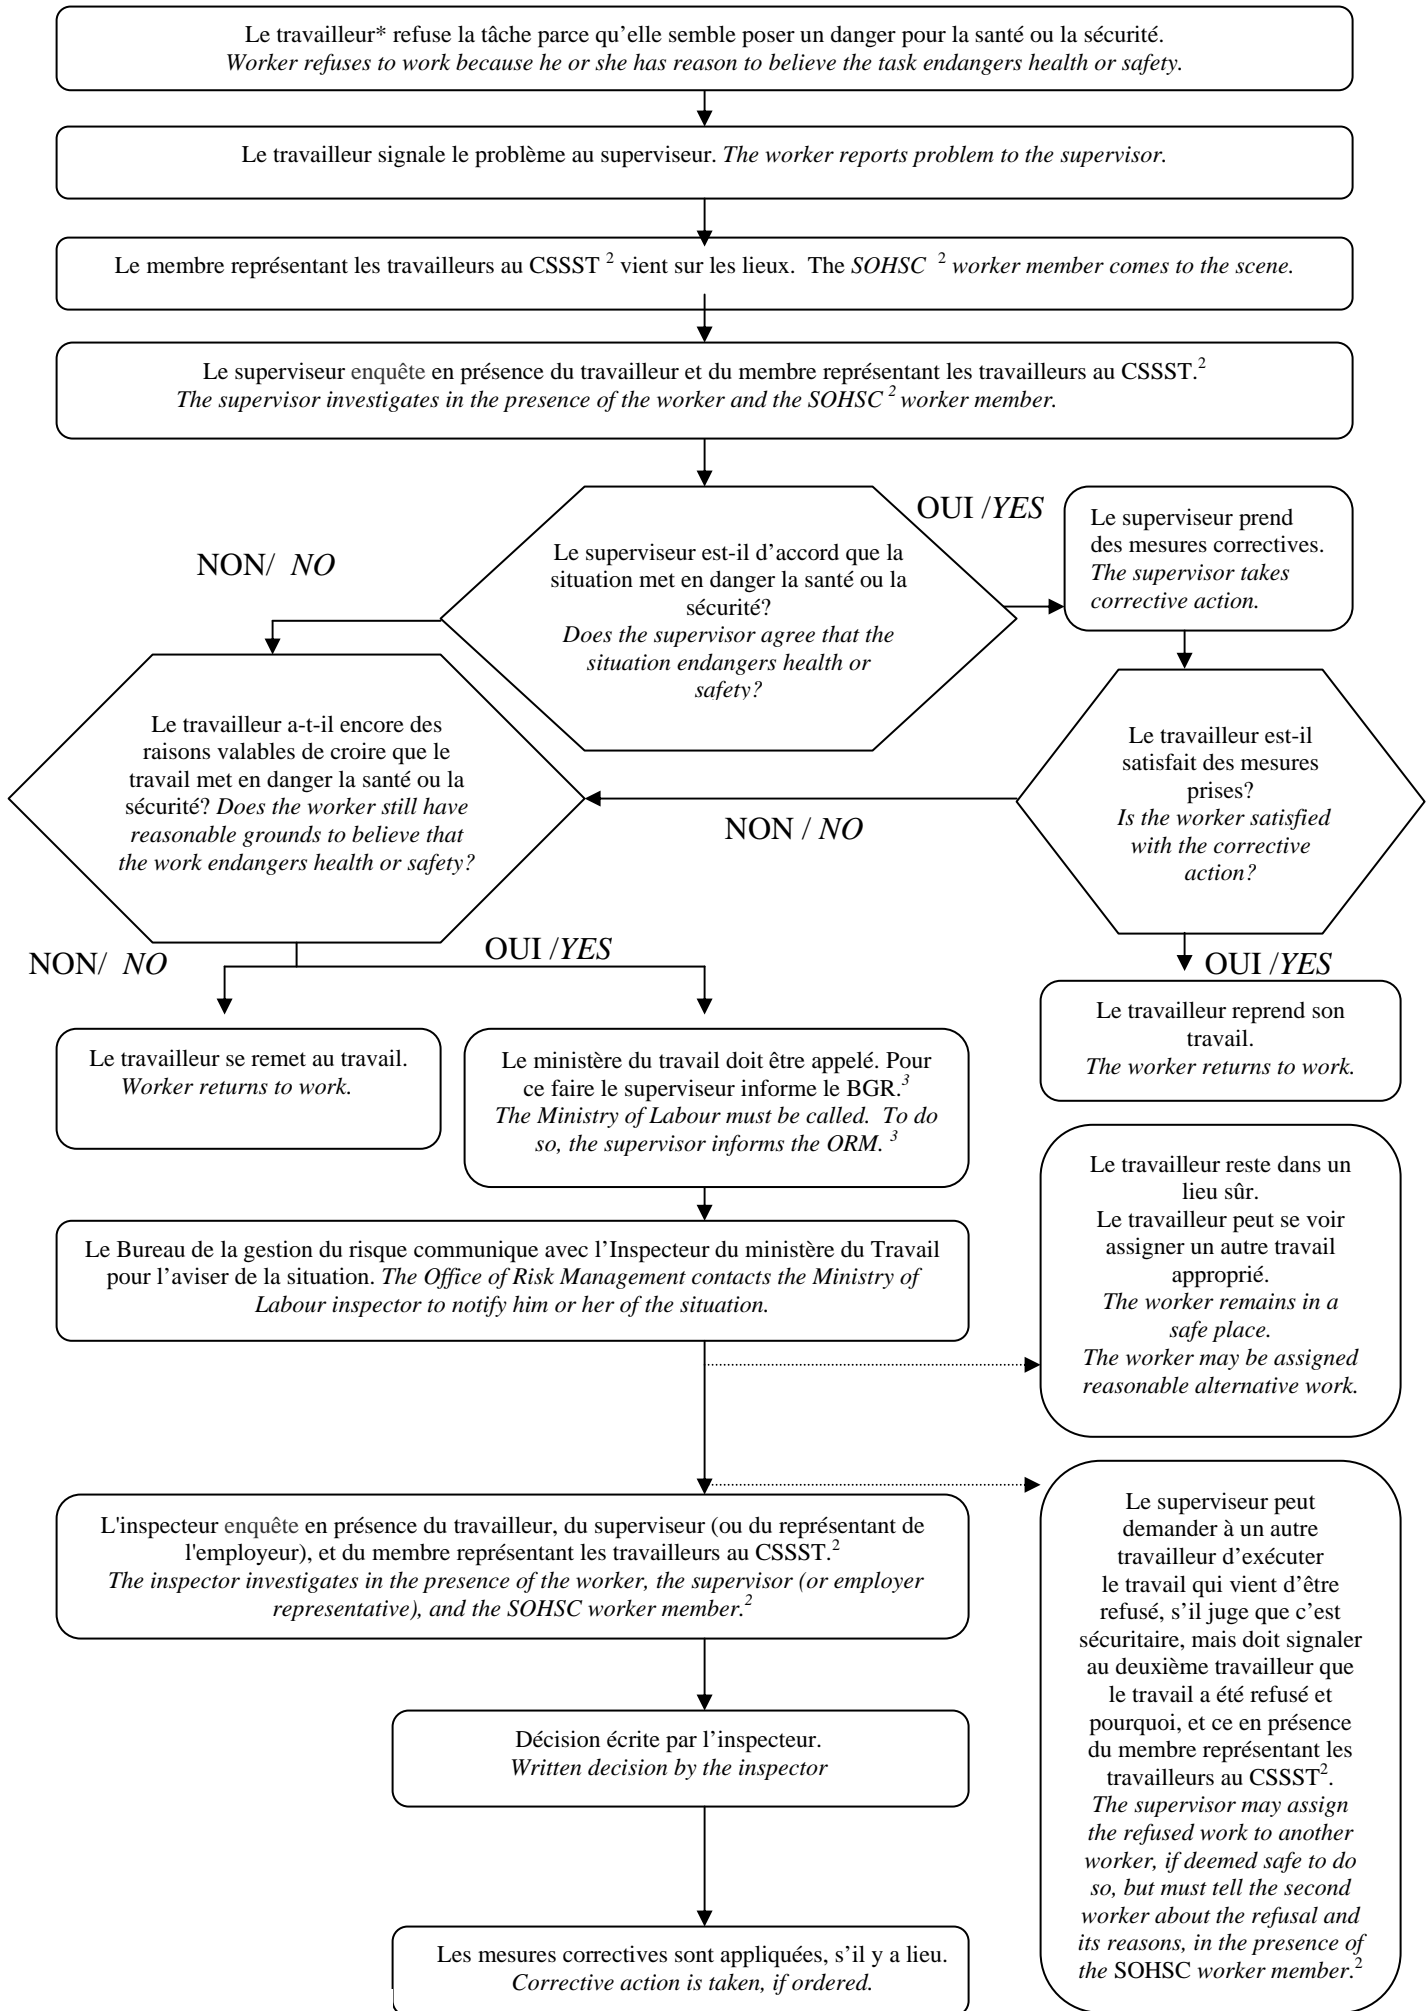 Le travailleur* refuse la tâche parce qu’elle semble poser un danger pour la santé ou la sécurité.
Worker refuses to work because he or she has reason to believe the task endangers health or safety.
Le travailleur signale le problème au superviseur. The worker reports problem to the supervisor.
Le membre représentant les travailleurs au CSSST 2 vient sur les lieux. The SOHSC 2 worker member comes to the scene.
Le superviseur enquête en présence du travailleur et du membre représentant les travailleurs au CSSST.2
The supervisor investigates in the presence of the worker and the SOHSC 2 worker member.
Le superviseur est-il d’accord que la
situation met en danger la santé ou la
sécurité?
Does the supervisor agree that the
situation endangers health or
safety?
OUI /YES
Le superviseur prend
des mesures correctives.
The supervisor takes
corrective action.
NON/ NO
Le travailleur a-t-il encore des
raisons valables de croire que le
travail met en danger la santé ou la
sécurité? Does the worker still have
reasonable grounds to believe that
the work endangers health or safety?
Le travailleur est-il
satisfait des mesures
prises?
Is the worker satisfied
with the corrective
action?
NON / NO
NON/ NO
OUI /YES
OUI /YES
Le travailleur se remet au travail.
Worker returns to work.
Le ministère du travail doit être appelé. Pour
ce faire le superviseur informe le BGR.3
The Ministry of Labour must be called. To do
so, the supervisor informs the ORM. 3
Le travailleur reprend son
travail.
The worker returns to work.
Le Bureau de la gestion du risque communique avec l’Inspecteur du ministère du Travail
pour l’aviser de la situation. The Office of Risk Management contacts the Ministry of
Labour inspector to notify him or her of the situation.
Le travailleur reste dans un
lieu sûr.
Le travailleur peut se voir
assigner un autre travail
approprié.
The worker remains in a
safe place.
The worker may be assigned
reasonable alternative work.
L'inspecteur enquête en présence du travailleur, du superviseur (ou du représentant de
l'employeur), et du membre représentant les travailleurs au CSSST.2
The inspector investigates in the presence of the worker, the supervisor (or employer
representative), and the SOHSC worker member.2
Le superviseur peut
demander à un autre
travailleur d’exécuter
le travail qui vient d’être
refusé, s’il juge que c’est
sécuritaire, mais doit signaler
au deuxième travailleur que
le travail a été refusé et
pourquoi, et ce en présence
du membre représentant les
travailleurs au CSSST2.
The supervisor may assign
the refused work to another
worker, if deemed safe to do
so, but must tell the second
worker about the refusal and
its reasons, in the presence of
the SOHSC worker member.2
Décision écrite par l’inspecteur.
Written decision by the inspector
Les mesures correctives sont appliquées, s’il y a lieu.
Corrective action is taken, if ordered.